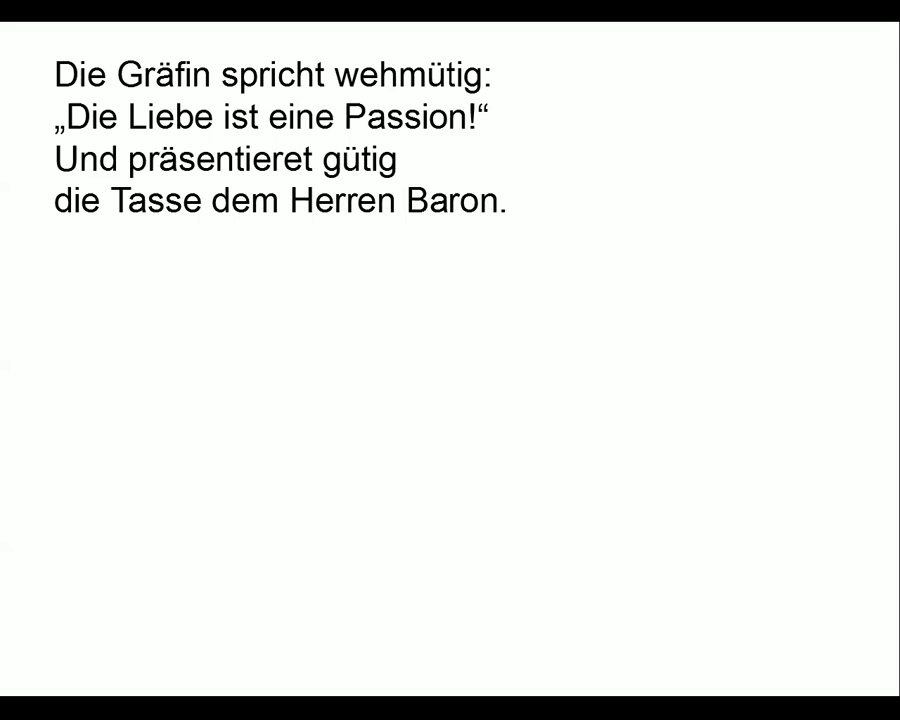 Die Gräfin spricht wehmütig:
„Die Liebe ist eine Passion!“
Und präsentieret gütig
die Tasse dem Herren Baron.